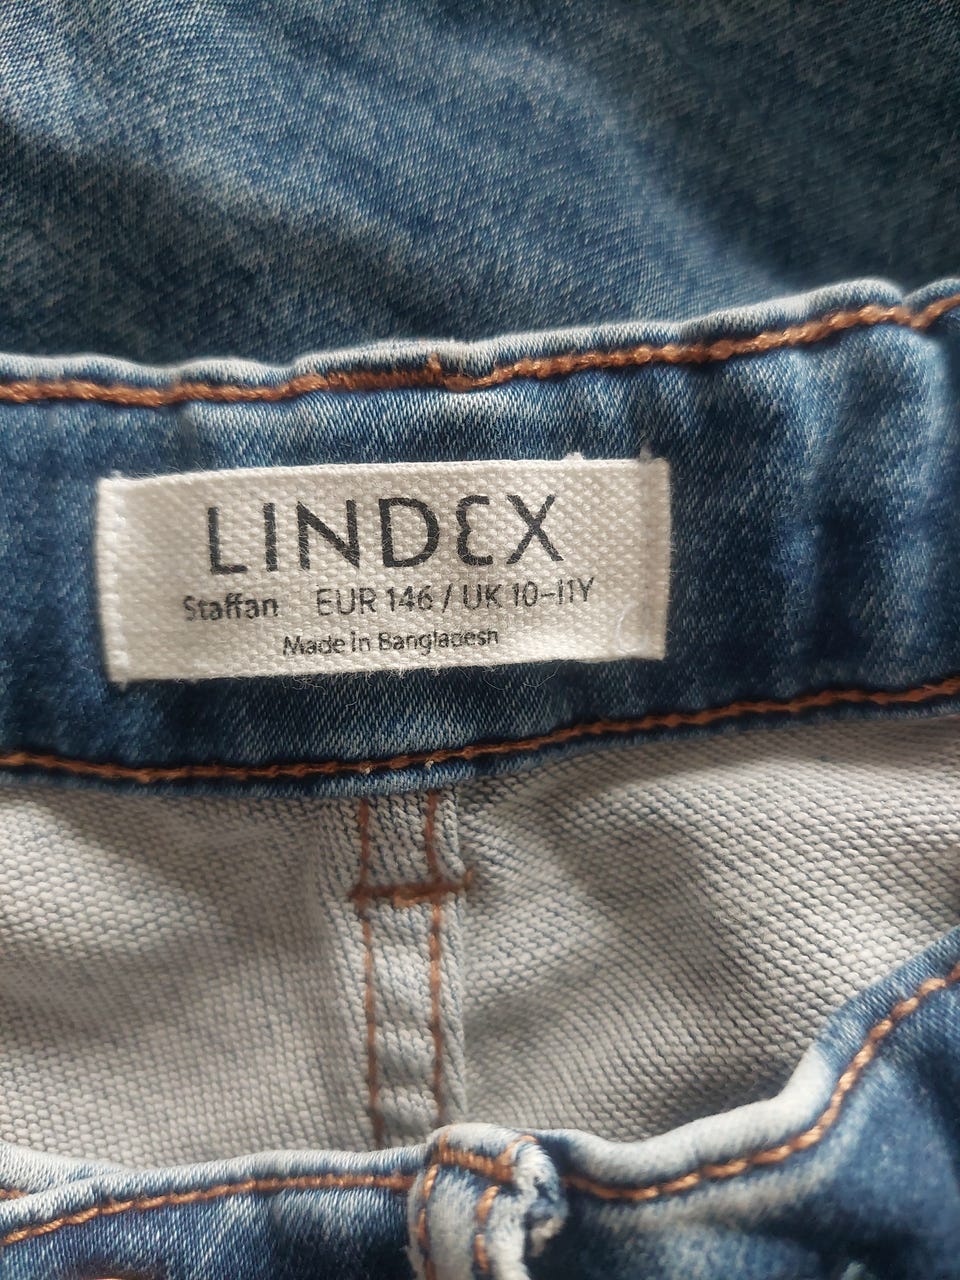 LINDEX
Staffan EUR 146 / UK 10-11Y
Made in Bangladesh